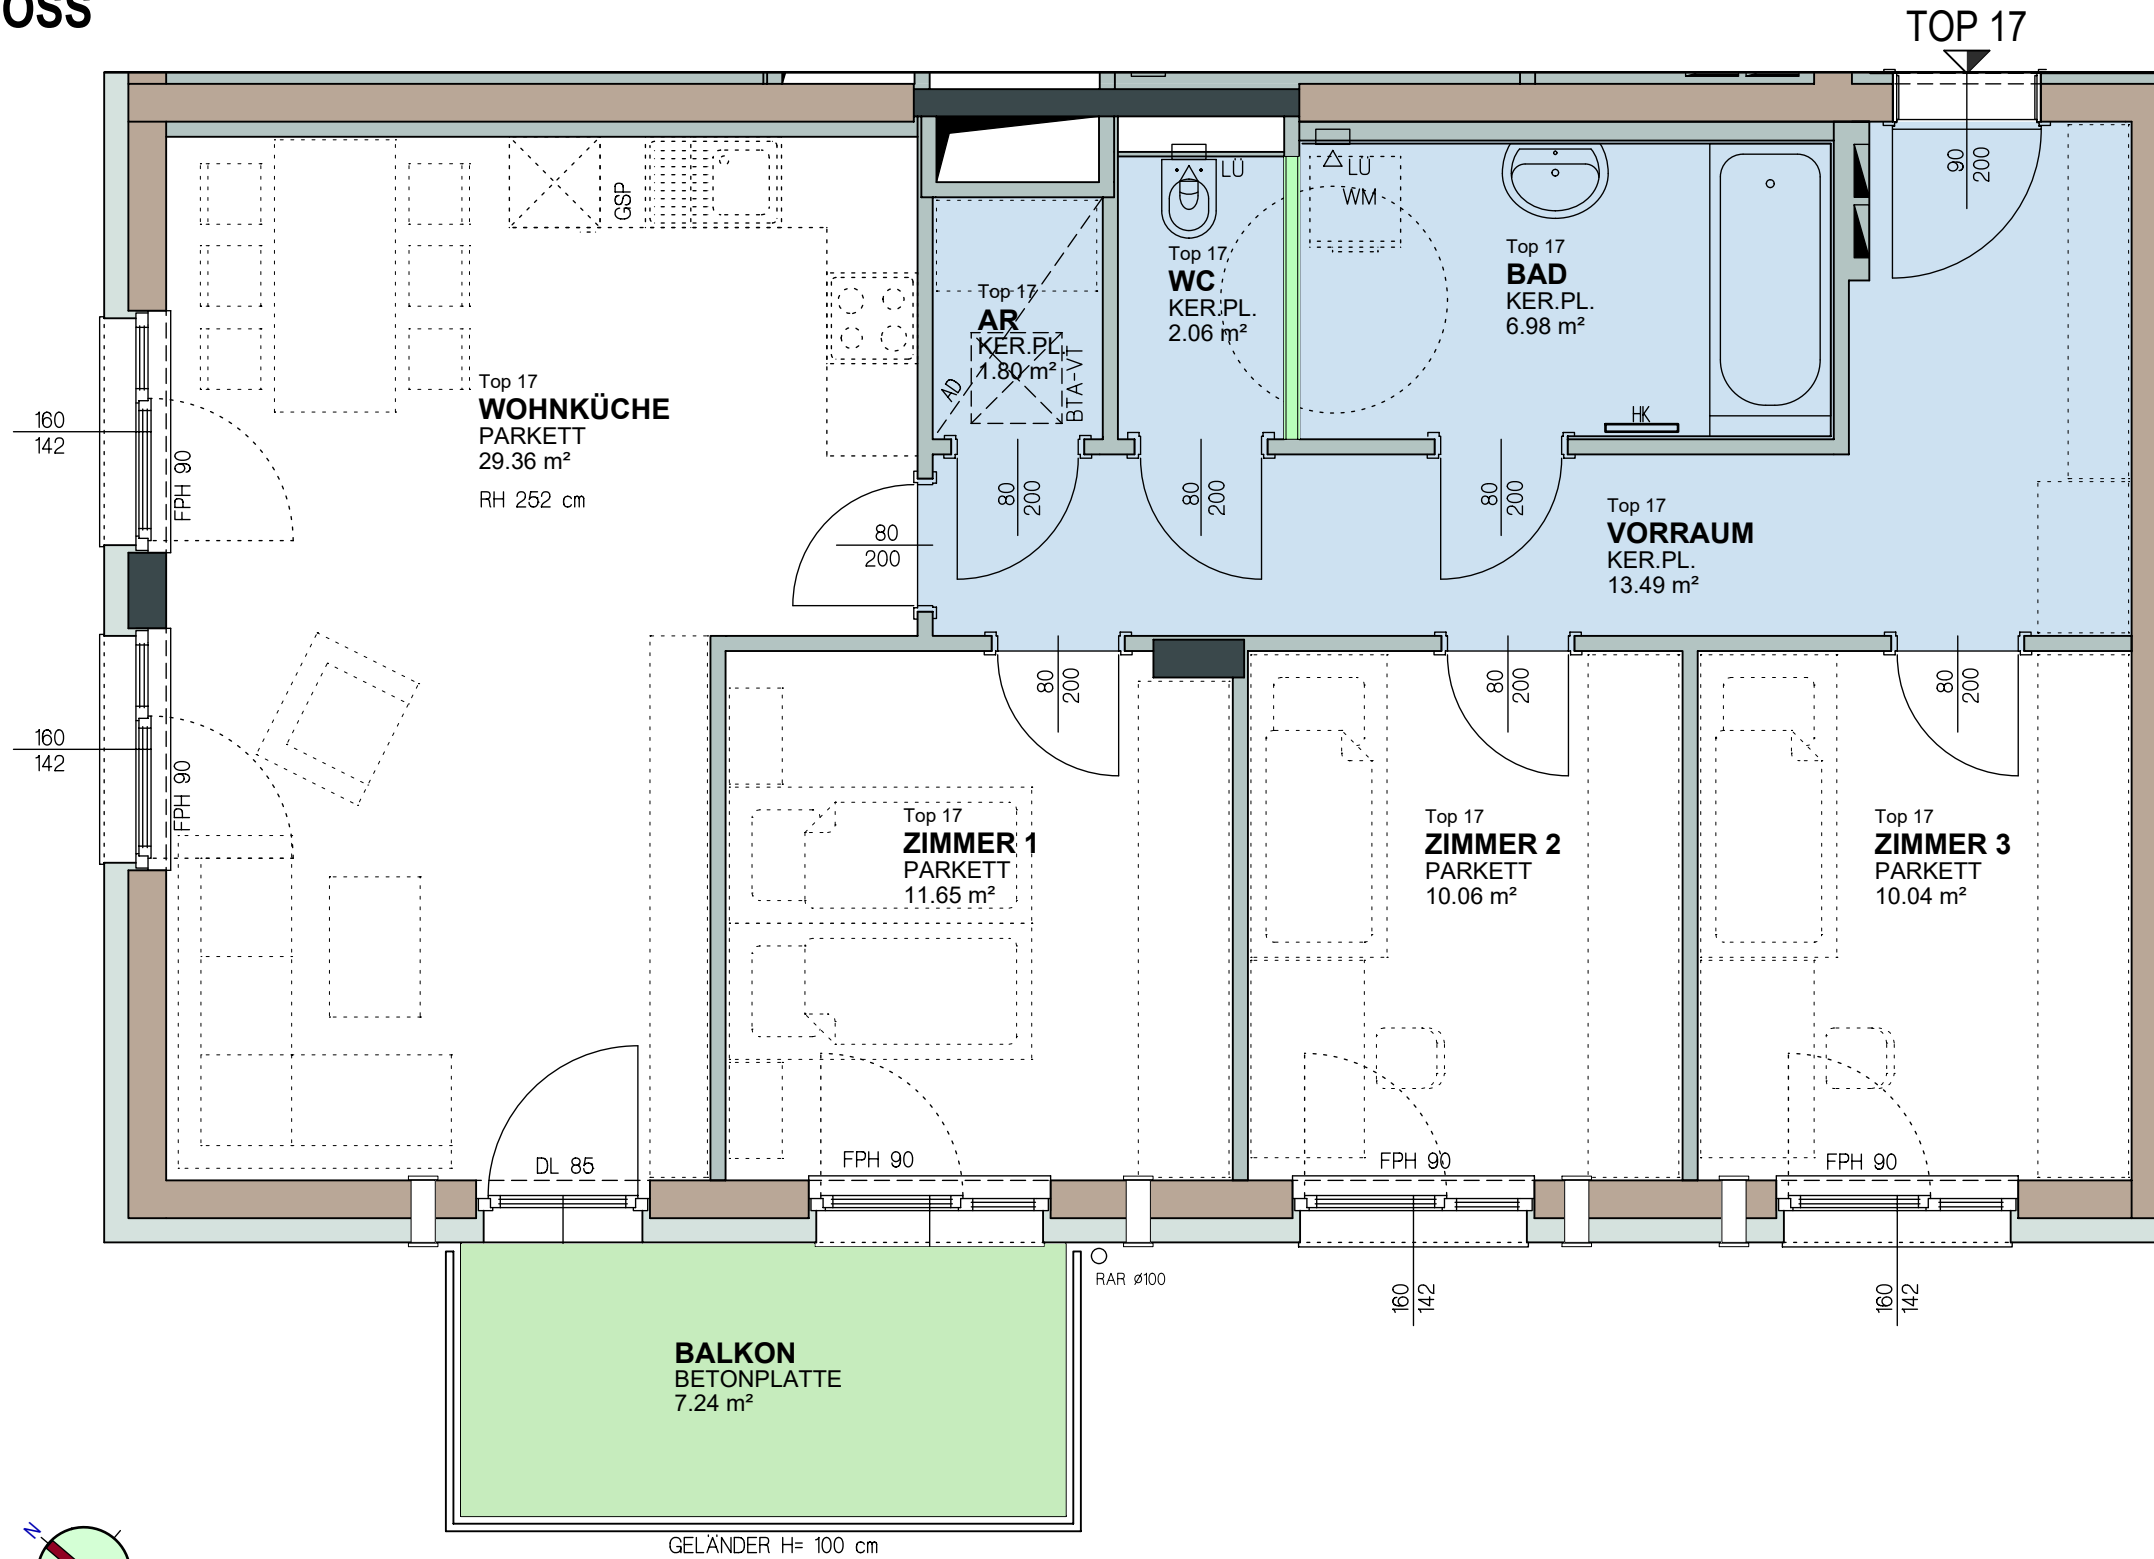 OSS
TOP 17
90
200
GSP
LÜ
LÜ
WM
Top 17
WC
KER.PL.
2.06 m²
Top 17
BAD
KER.PL.
6.98 m²
Top 17
AR
KER.PL.
1.80 m²
AD
BTA-VT
HK
Top 17
WOHNKÜCHE
PARKETT
29.36 m²
RH 252 cm
160
142
FPH 90
80
200
80
200
80
200
80
200
Top 17
VORRAUM
KER.PL.
13.49 m²
80
200
80
200
80
200
160
142
FPH 90
Top 17
ZIMMER 1
PARKETT
11.65 m²
Top 17
ZIMMER 2
PARKETT
10.06 m²
Top 17
ZIMMER 3
PARKETT
10.04 m²
DL 85
FPH 90
FPH 90
FPH 90
RAR ø100
160
142
160
142
BALKON
BETONPLATTE
7.24 m²
GELÄNDER H= 100 cm
N